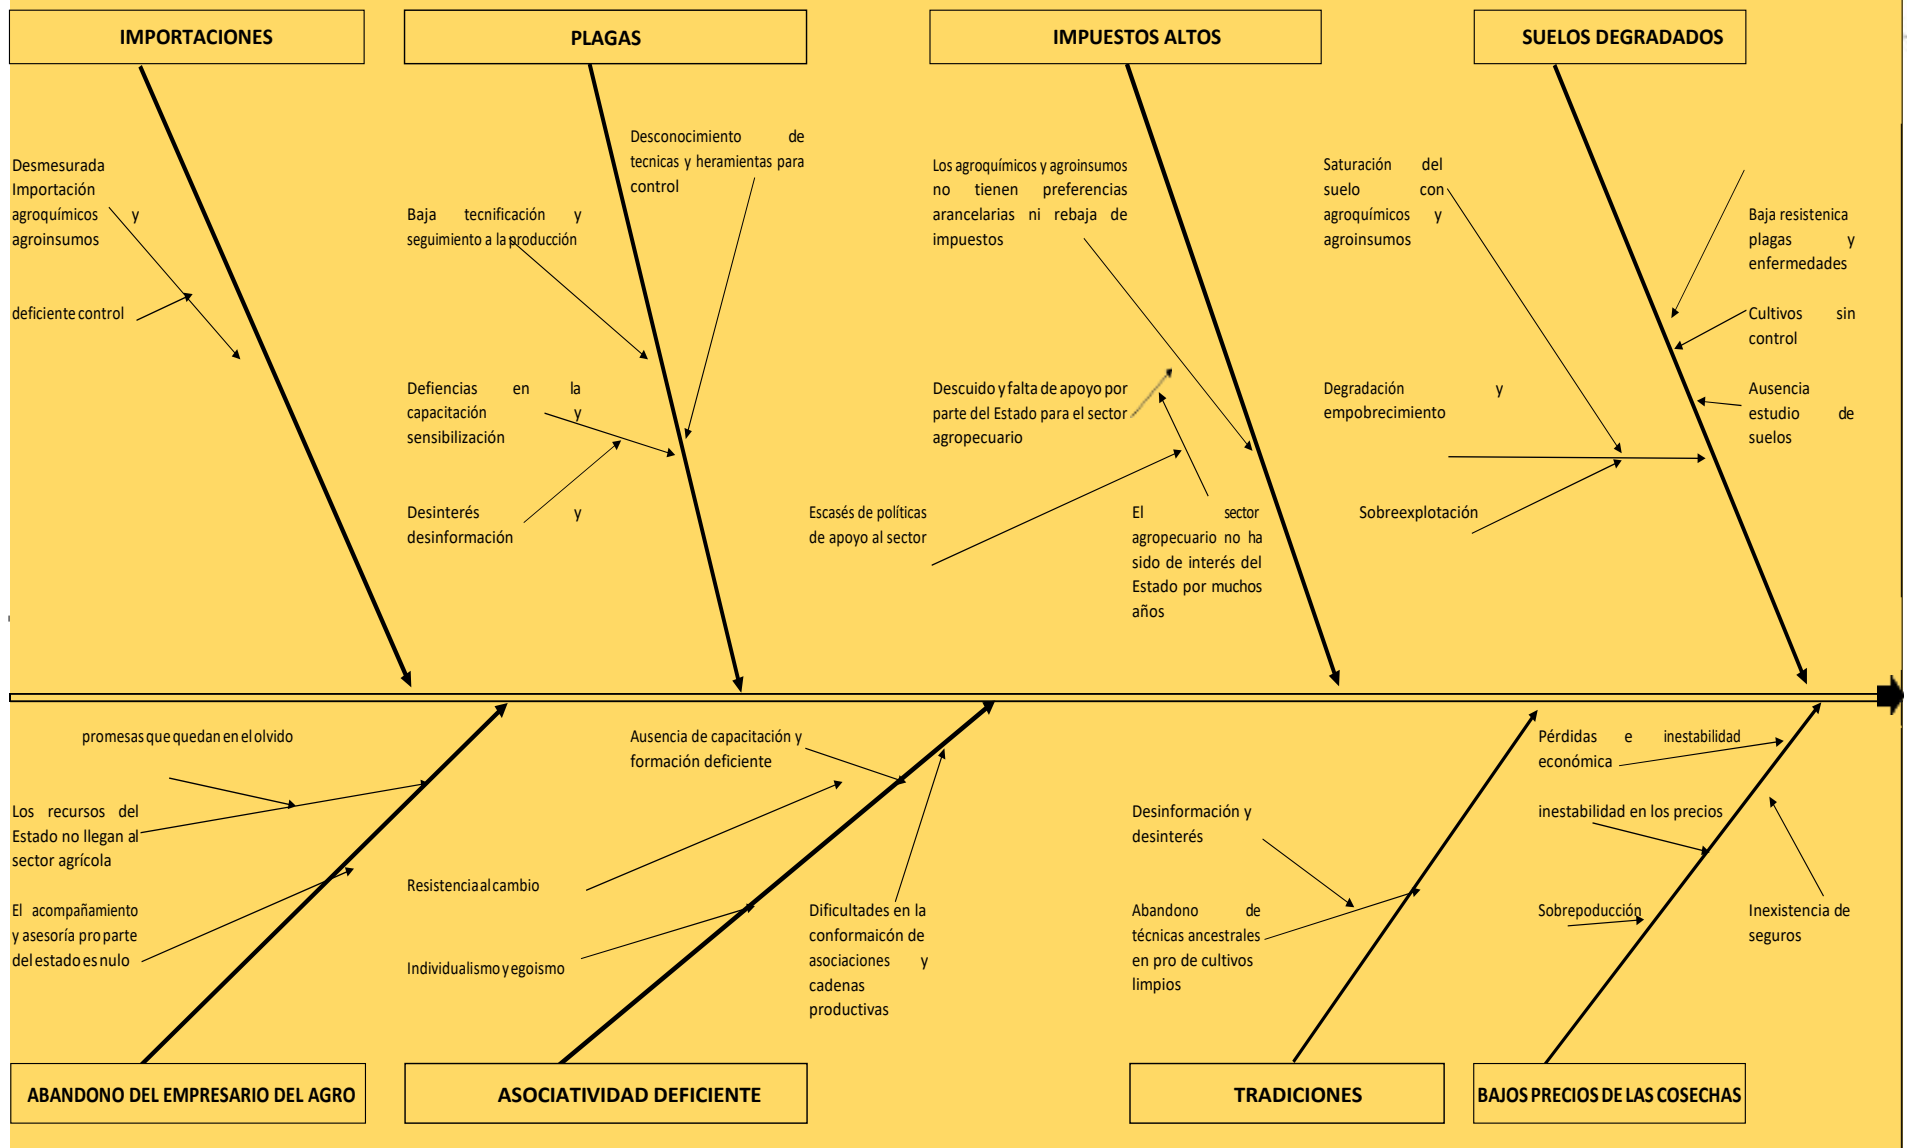 IMPORTACIONES
PLAGAS
IMPUESTOS ALTOS
SUELOS DEGRADADOS
Desmesurada
Importación
agroquímicos y
agroinsumos
deficiente control
Desconocimiento de
tecnicas y heramientas para
control
Baja tecnificación y
seguimiento a la producción
Defiencias en la
capacitación y
sensibilización
Desinterés y
desinformación
Los agroquímicos y agroinsumos
no tienen preferencias
arancelarias ni rebaja de
impuestos
Descuido y falta de apoyo por
parte del Estado para el sector
agropecuario
Escasés de políticas
de apoyo al sector
El sector
agropecuario no ha
sido de interés del
Estado por muchos
años
Saturación del
suelo con
agroquímicos y
agroinsumos
Degradación y
empobrecimiento
Sobreexplotación
Baja resistenica
plagas y
enfermedades
Cultivos sin
control
Ausencia
estudio de
suelos
promesas que quedan en el olvido
Los recursos del
Estado no llegan al
sector agrícola
El acompañamiento
y asesoría pro parte
del estado es nulo
Ausencia de capacitación y
formación deficiente
Resistencia al cambio
Individualismo y egoismo
Dificultades en la
conformaicón de
asociaciones y
cadenas
productivas
Desinformación y
desinterés
Abandono de
técnicas ancestrales
en pro de cultivos
limpios
Pérdidas e inestabilidad
económica
inestabilidad en los precios
Sobrepoducción
Inexistencia de
seguros
ABANDONO DEL EMPRESARIO DEL AGRO
ASOCIATIVIDAD DEFICIENTE
TRADICIONES
BAJOS PRECIOS DE LAS COSECHAS